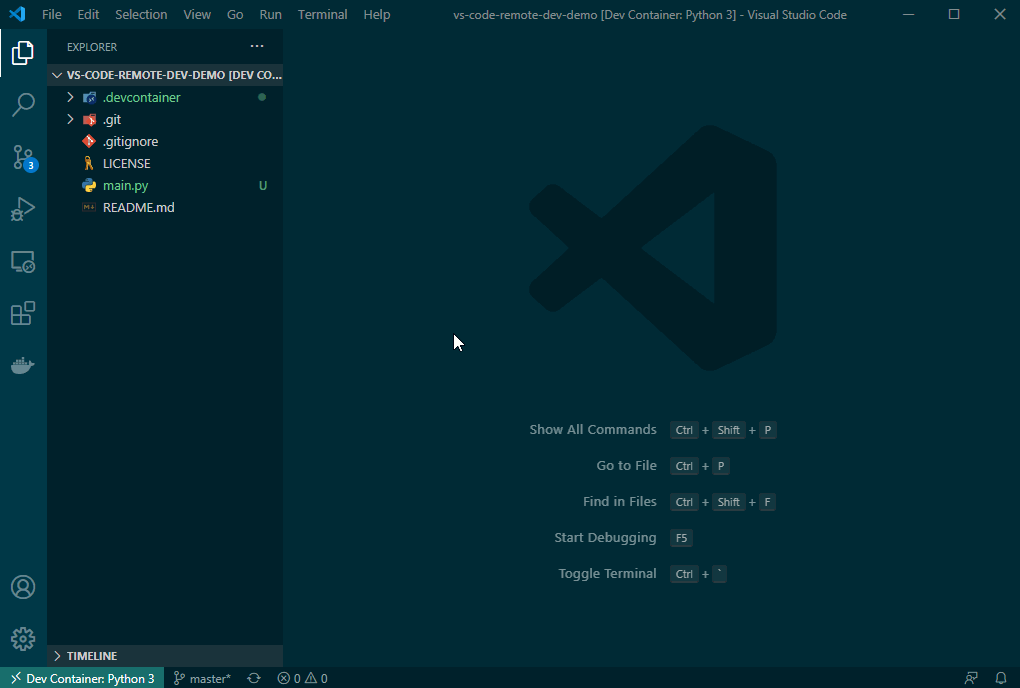 File Edit Selection View Go Run Terminal Help vs-code-remote-dev-demo [Dev Container: Python 3] - Visual Studio Code
EXPLORER ···
VS-CODE-REMOTE-DEV-DEMO [DEV CO...
.devcontainer
.git
.gitignore
3
LICENSE
main.py U
M↓ README.md
Show All Commands Ctrl + Shift + P
Go to File Ctrl + P
Find in Files Ctrl + Shift + F
Start Debugging F5
Toggle Terminal Ctrl + `
TIMELINE
Dev Container: Python 3 master* 0 0